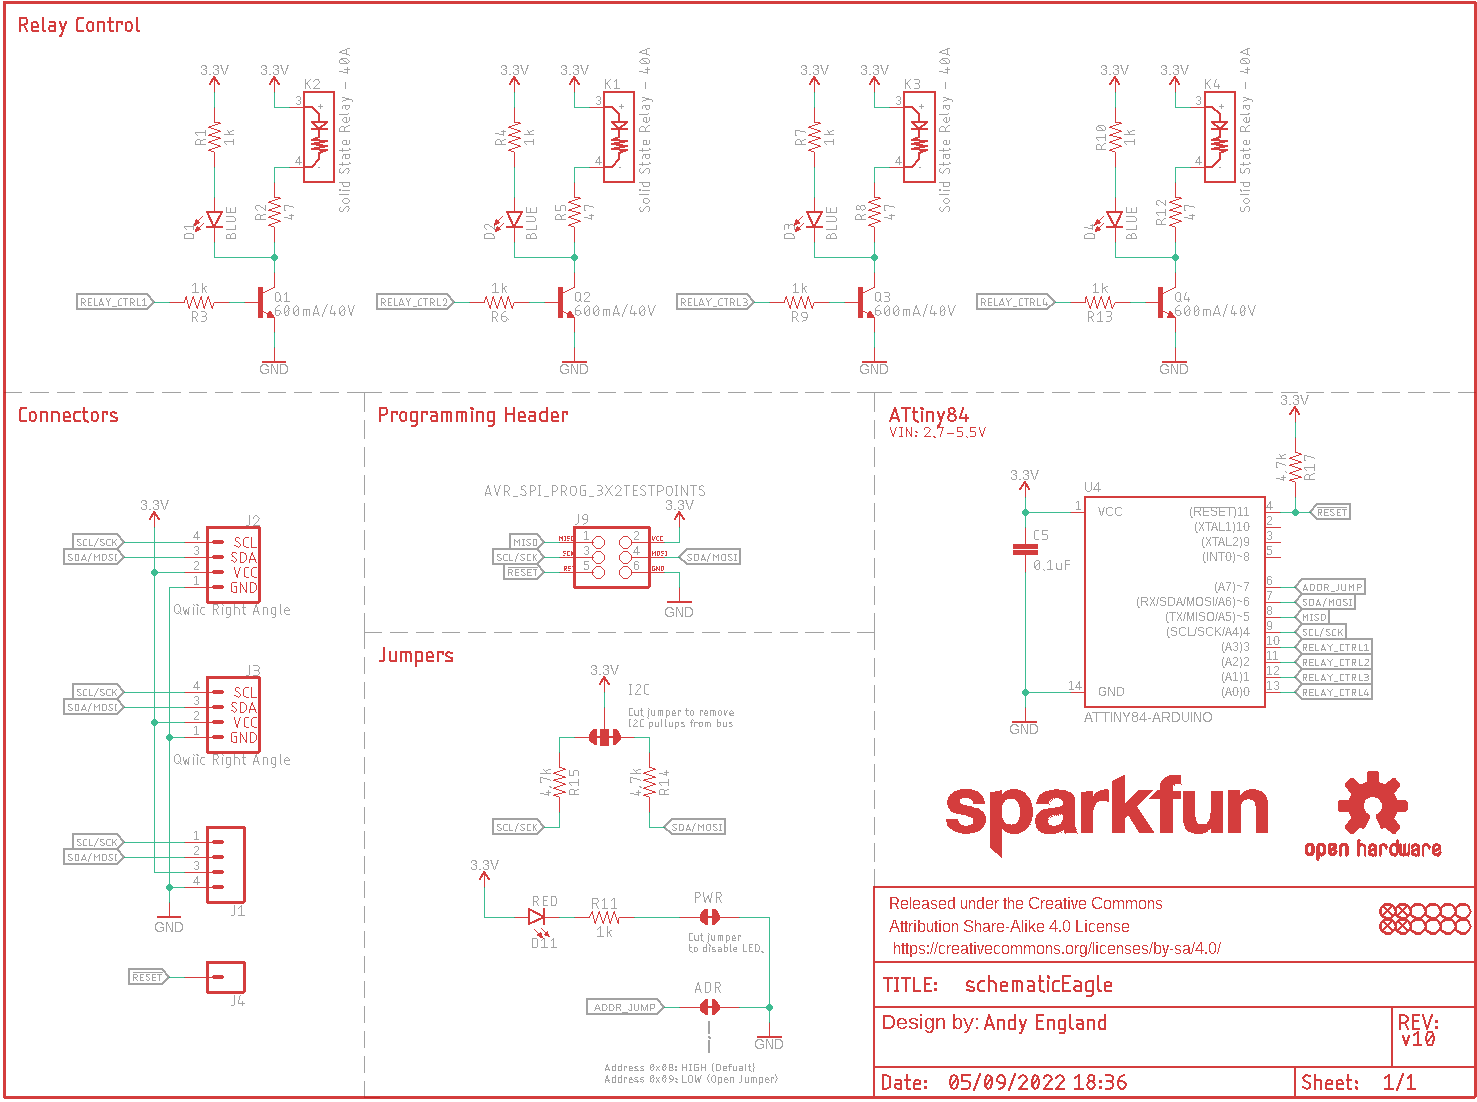 Relay Control
3.3V
3.3V
K2
3
+
4
-
Solid State Relay - 40A
R1
1k
R2
47
D1
BLUE
RELAY_CTRL1
1k
R3
Q1
600mA/40V
GND
3.3V
3.3V
K1
3
+
4
-
Solid State Relay - 40A
R4
1k
R5
47
D2
BLUE
RELAY_CTRL2
1k
R6
Q2
600mA/40V
GND
3.3V
3.3V
K3
3
+
4
-
Solid State Relay - 40A
R7
1k
R8
47
D3
BLUE
RELAY_CTRL3
1k
R9
Q3
600mA/40V
GND
3.3V
3.3V
K4
3
+
4
-
Solid State Relay - 40A
R10
1k
R12
47
D4
BLUE
RELAY_CTRL4
1k
R13
Q4
600mA/40V
GND
Connectors
3.3V
J2
SCL/SCK
4
SCL
SDA/MOSI
3
SDA
2
VCC
1
GND
Qwiic Right Angle
J3
SCL/SCK
4
SCL
SDA/MOSI
3
SDA
2
VCC
1
GND
Qwiic Right Angle
SCL/SCK
1
SDA/MOSI
2
3
4
J1
GND
RESET
J4
Programming Header
AVR_SPI_PROG_3X2TESTPOINTS
J9
3.3V
MISO
MISO
1
2
VCC
SCL/SCK
SCK
3
4
MOSI
SDA/MOSI
RESET
RST
5
6
GND
GND
Jumpers
3.3V
I2C
Cut jumper to remove
I2C pullups from bus
4.7k
R15
4.7k
R14
SCL/SCK
SDA/MOSI
3.3V
RED
D11
R11
1k
PWR
Cut jumper
to disable LED.
ADR
ADDR_JUMP
GND
Address 0x08: HIGH (Default)
Address 0x09: LOW (Open Jumper)
ATtiny84
VIN: 2.7-5.5V
3.3V
4.7k
R17
3.3V
U4
1
VCC
(RESET)11
4
RESET
(XTAL1)10
2
(XTAL2)9
3
(INT0)~8
5
C5
0.1uF
(A7)~7
6
ADDR_JUMP
(RX/SDA/MOSI/A6)~6
7
SDA/MOSI
(TX/MISO/A5)~5
8
MISO
(SCL/SCK/A4)4
9
SCL/SCK
(A3)3
10
RELAY_CTRL1
(A2)2
11
RELAY_CTRL2
(A1)1
12
RELAY_CTRL3
14
GND
(A0)0
13
RELAY_CTRL4
GND
ATTINY84-ARDUINO
sparkfun
open hardware
Released under the Creative Commons
Attribution Share-Alike 4.0 License
https://creativecommons.org/licenses/by-sa/4.0/
TITLE: schematicEagle
Design by: Andy England
REV:
v10
Date: 05/09/2022 18:36
Sheet: 1/1